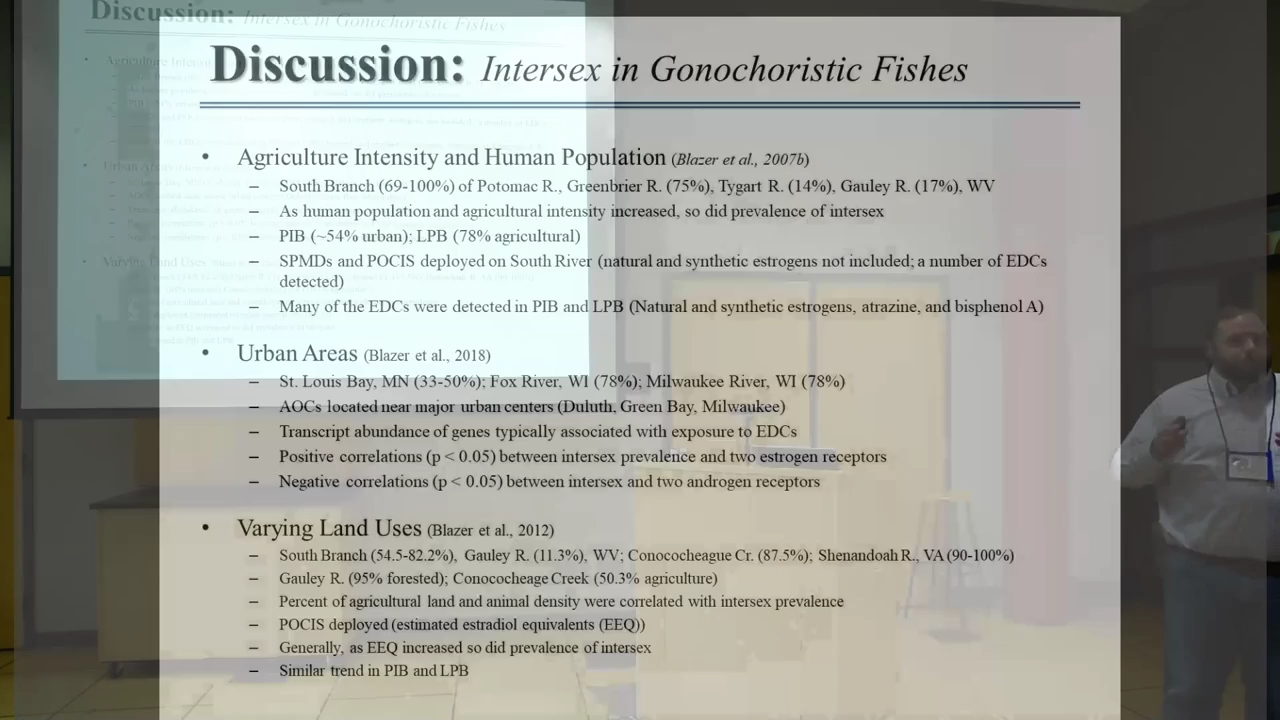 Discussion: Intersex in Gonochoristic Fishes
• Agriculture Intensity and Human Population (Blazer et al., 2007b)
– South Branch (69-100%) of Potomac R., Greenbrier R. (75%), Tygart R. (14%), Gauley R. (17%), WV
– As human population and agricultural intensity increased, so did prevalence of intersex
– PIB (~54% urban); LPB (78% agricultural)
– SPMDs and POCIS deployed on South River (natural and synthetic estrogens not included; a number of EDCs
detected)
– Many of the EDCs were detected in PIB and LPB (Natural and synthetic estrogens, atrazine, and bisphenol A)
• Urban Areas (Blazer et al., 2018)
– St. Louis Bay, MN (33-50%); Fox River, WI (78%); Milwaukee River, WI (78%)
– AOCs located near major urban centers (Duluth, Green Bay, Milwaukee)
– Transcript abundance of genes typically associated with exposure to EDCs
– Positive correlations (p < 0.05) between intersex prevalence and two estrogen receptors
– Negative correlations (p < 0.05) between intersex and two androgen receptors
• Varying Land Uses (Blazer et al., 2012)
– South Branch (54.5-82.2%), Gauley R. (11.3%), WV; Conococheague Cr. (87.5%); Shenandoah R., VA (90-100%)
– Gauley R. (95% forested); Conocheage Creek (50.3% agriculture)
– Percent of agricultural land and animal density were correlated with intersex prevalence
– POCIS deployed (estimated estradiol equivalents (EEQ))
– Generally, as EEQ increased so did prevalence of intersex
– Similar trend in PIB and LPB
Discussion: Intersex in Gonochoristic Fishes